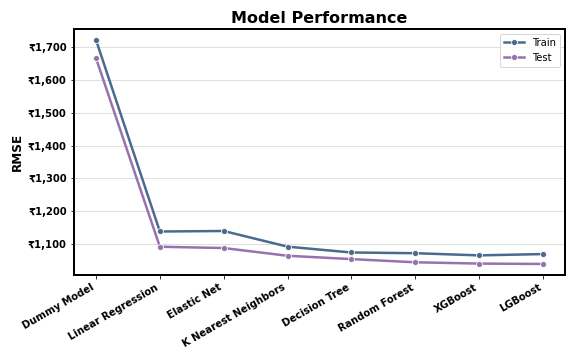 Model Performance
Train
Test
RMSE
₹1,700
₹1,600
₹1,500
₹1,400
₹1,300
₹1,200
₹1,100
Dummy Model
Linear Regression
Elastic Net
K Nearest Neighbors
Decision Tree
Random Forest
XGBoost
LGBoost